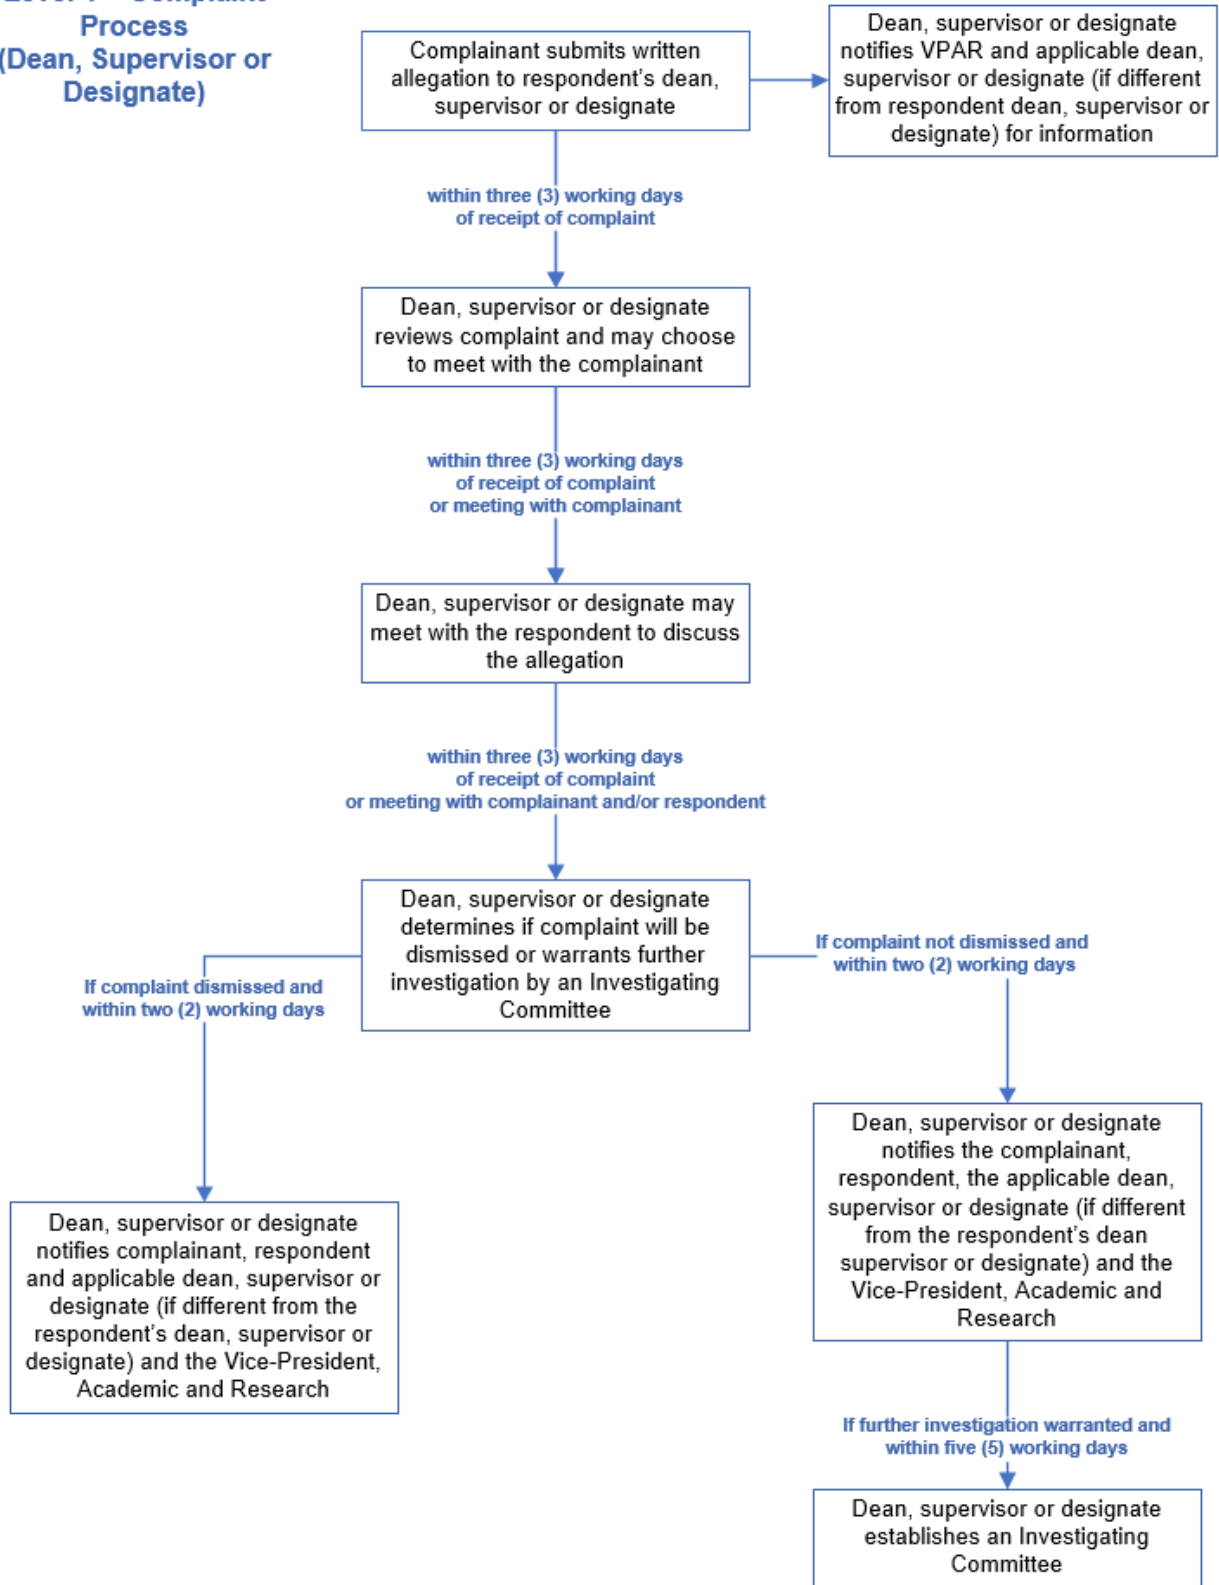 Process
(Dean, Supervisor or
Designate)
Complainant submits written
allegation to respondent’s dean,
supervisor or designate
Dean, supervisor or designate
notifies VPAR and applicable dean,
supervisor or designate (if different
from respondent dean, supervisor or
designate) for information
within three (3) working days
of receipt of complaint
Dean, supervisor or designate
reviews complaint and may choose
to meet with the complainant
within three (3) working days
of receipt of complaint
or meeting with complainant
Dean, supervisor or designate may
meet with the respondent to discuss
the allegation
within three (3) working days
of receipt of complaint
or meeting with complainant and/or respondent
Dean, supervisor or designate
determines if complaint will be
dismissed or warrants further
investigation by an Investigating
Committee
If complaint dismissed and
within two (2) working days
If complaint not dismissed and
within two (2) working days
Dean, supervisor or designate
notifies complainant, respondent
and applicable dean, supervisor or
designate (if different from the
respondent’s dean, supervisor or
designate) and the Vice-President,
Academic and Research
Dean, supervisor or designate
notifies the complainant,
respondent, the applicable dean,
supervisor or designate (if different
from the respondent’s dean
supervisor or designate) and the
Vice-President, Academic and
Research
If further investigation warranted and
within five (5) working days
Dean, supervisor or designate
establishes an Investigating
Committee